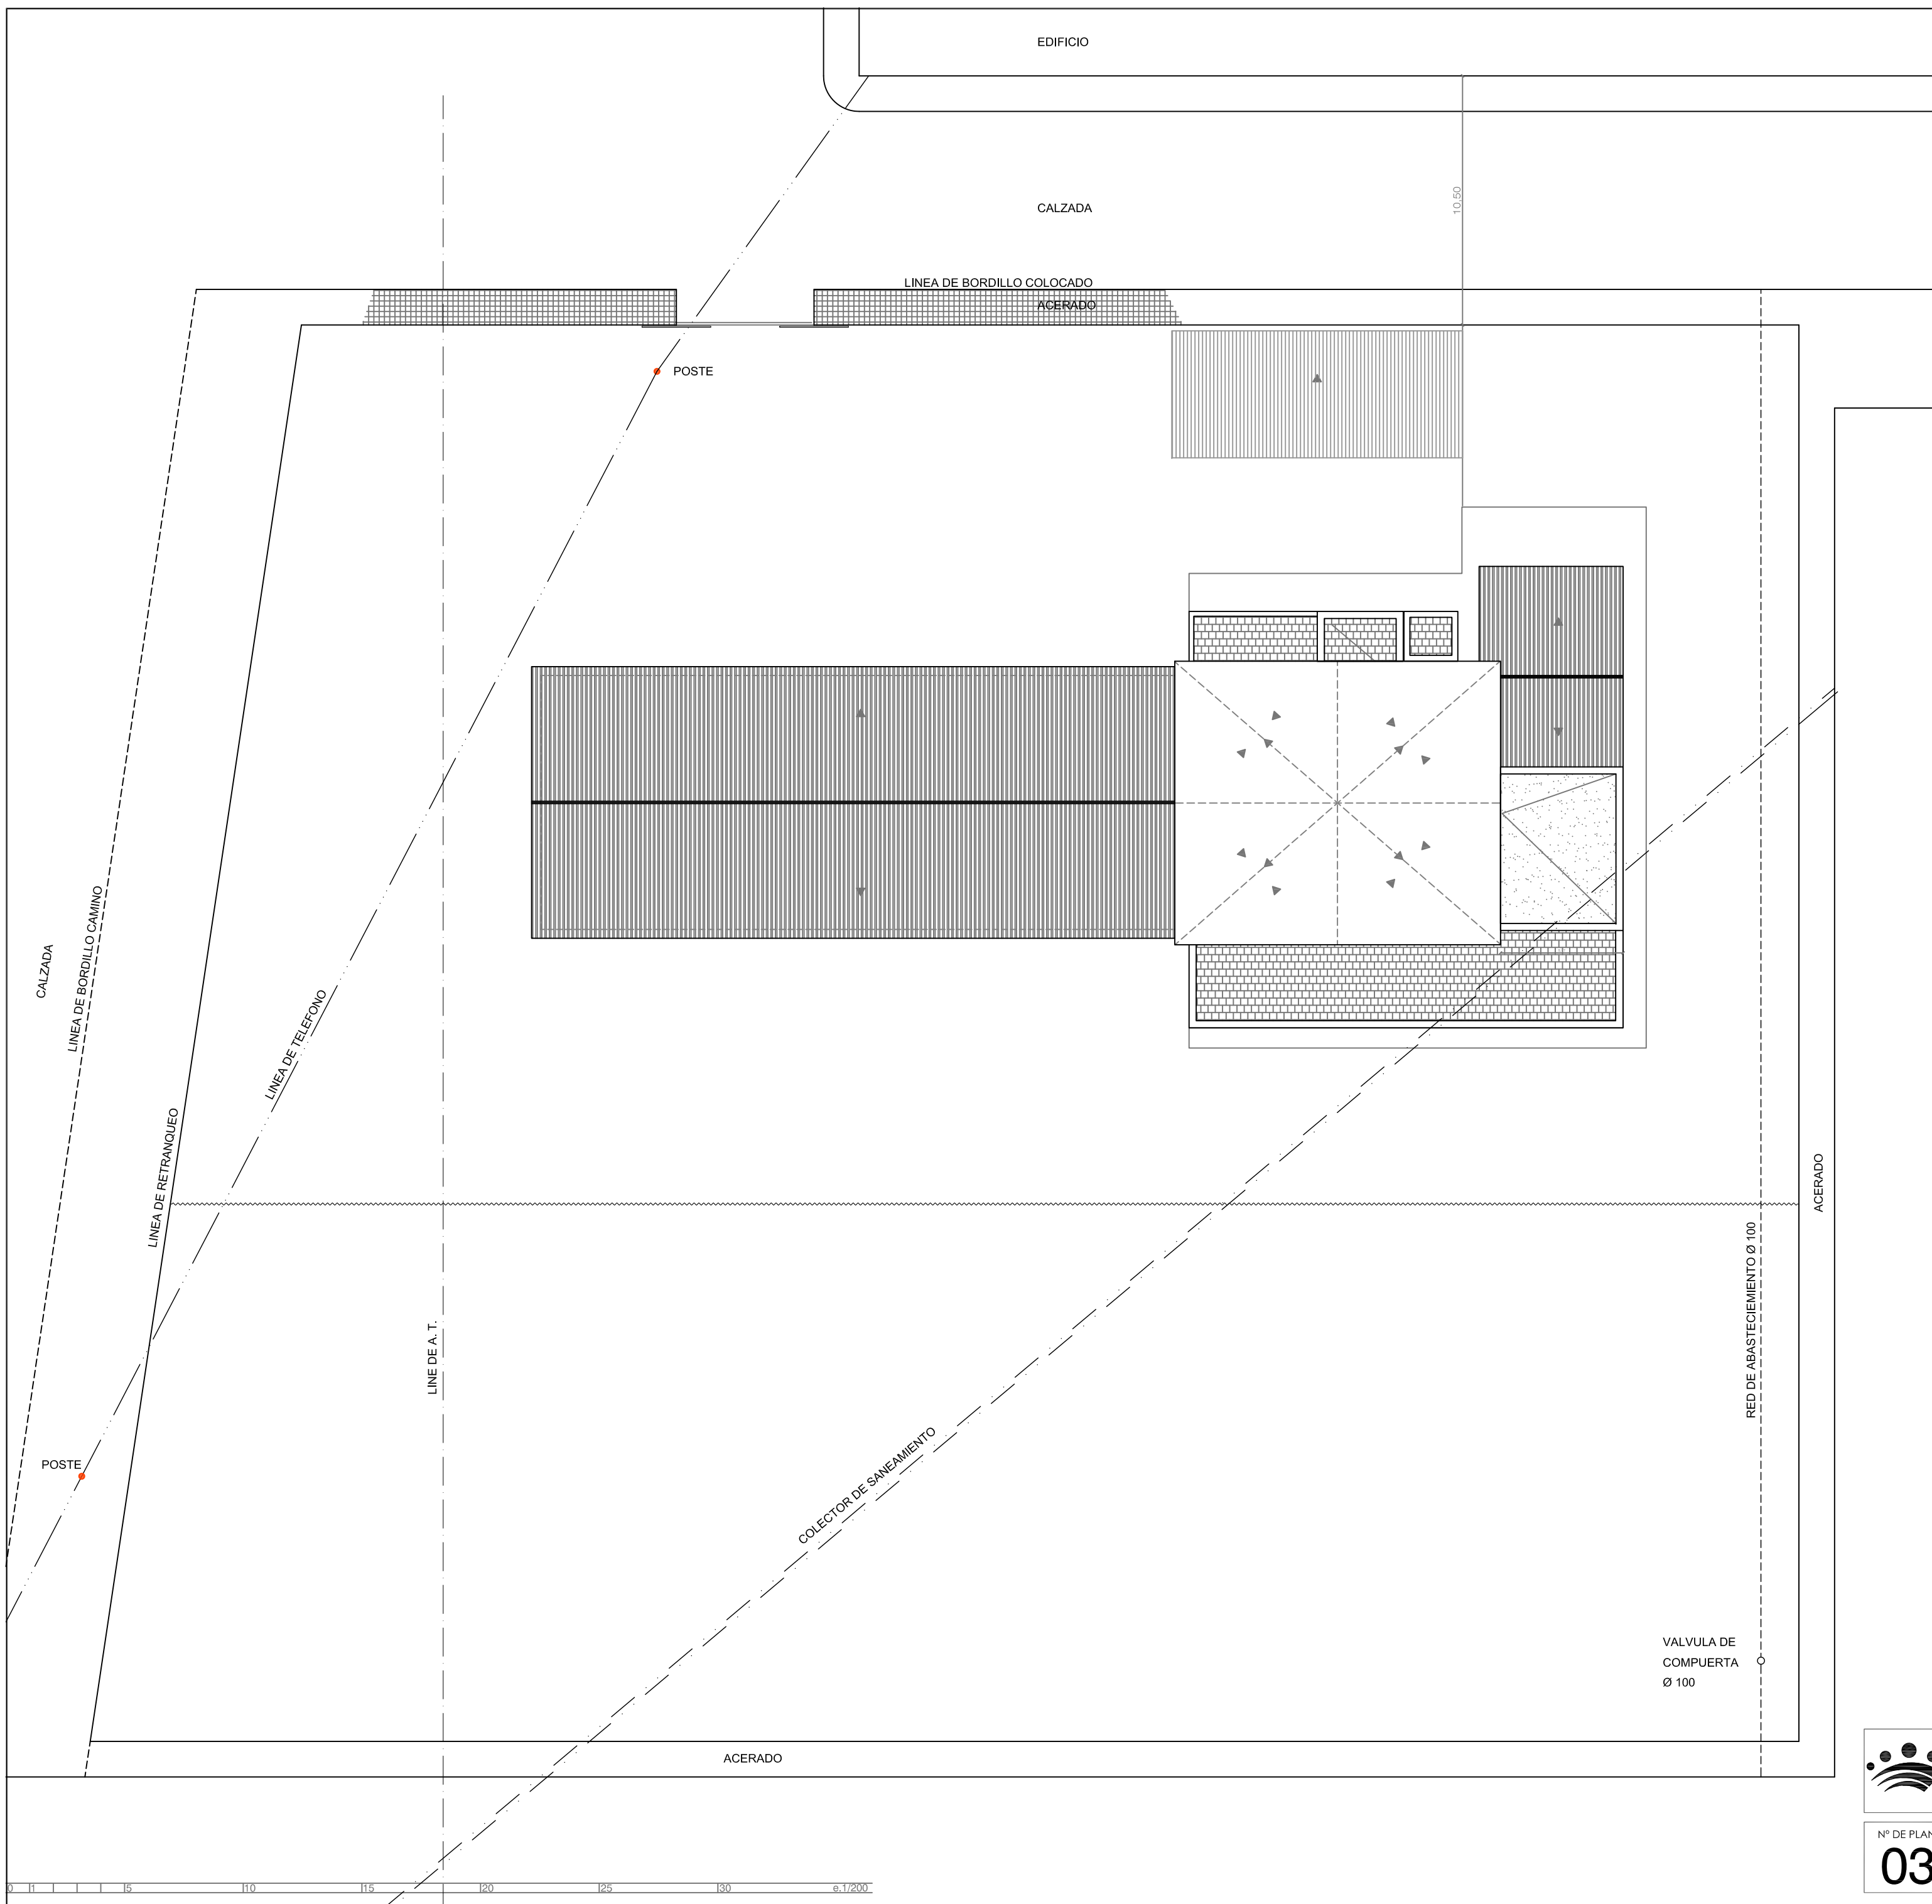 EDIFICIO
CALZADA
10,50
LINEA DE BORDILLO COLOCADO
ACERADO
POSTE
CALZADA
LINEA DE BORDILLO CAMINO
LINEA DE TELEFONO
LINEA DE RETRANQUEO
ACERADO
RED DE ABASTECIEMIENTO Ø 100
LINE DE A. T.
COLECTOR DE SANEAMIENTO
POSTE
VALVULA DE
COMPUERTA
Ø 100
ACERADO
Nº DE PLAN
03
0 1 5 10 15 20 25 30 e.1/200